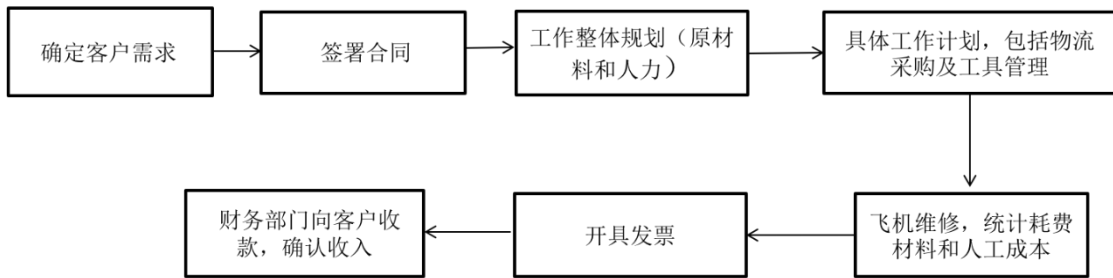 确定客户需求
签署合同
工作整体规划（原材
料和人力）
具体工作计划，包括物流
采购及工具管理
飞机维修，统计耗费
材料和人工成本
开具发票
财务部门向客户收
款，确认收入